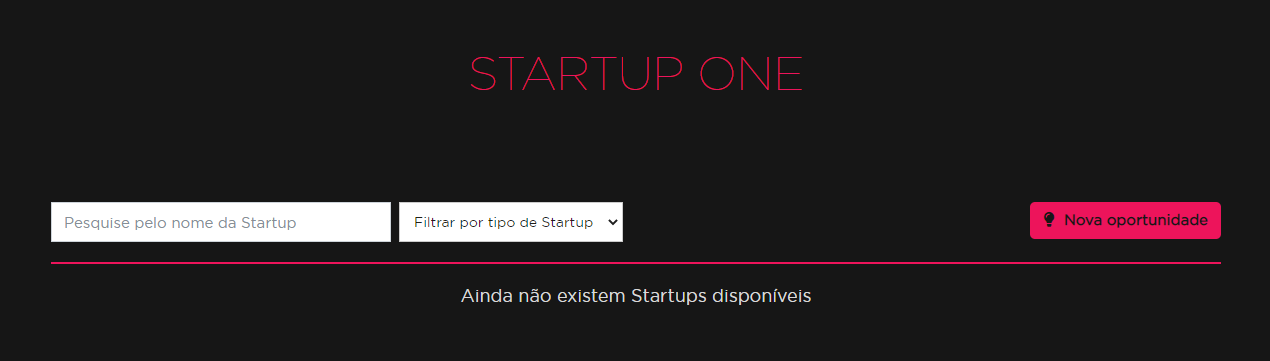 STARTUP ONE
Pesquise pelo nome da Startup
Filtrar por tipo de Startup
Nova oportunidade
Ainda não existem Startups disponíveis